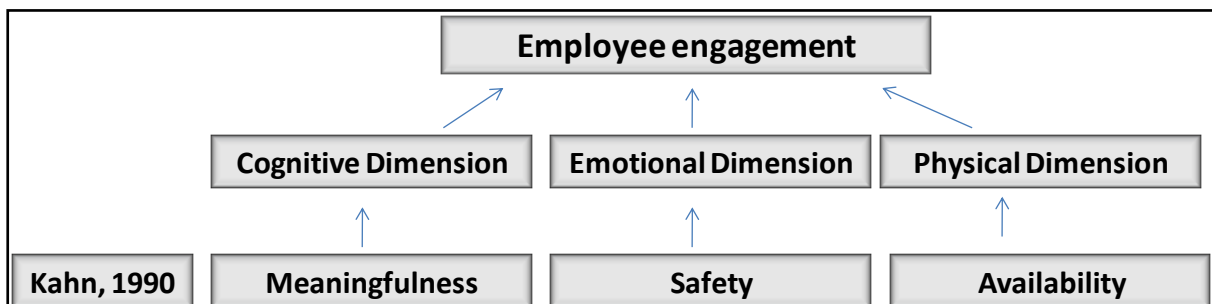 Employee engagement
Cognitive Dimension
Emotional Dimension
Physical Dimension
Kahn, 1990
Meaningfulness
Safety
Availability